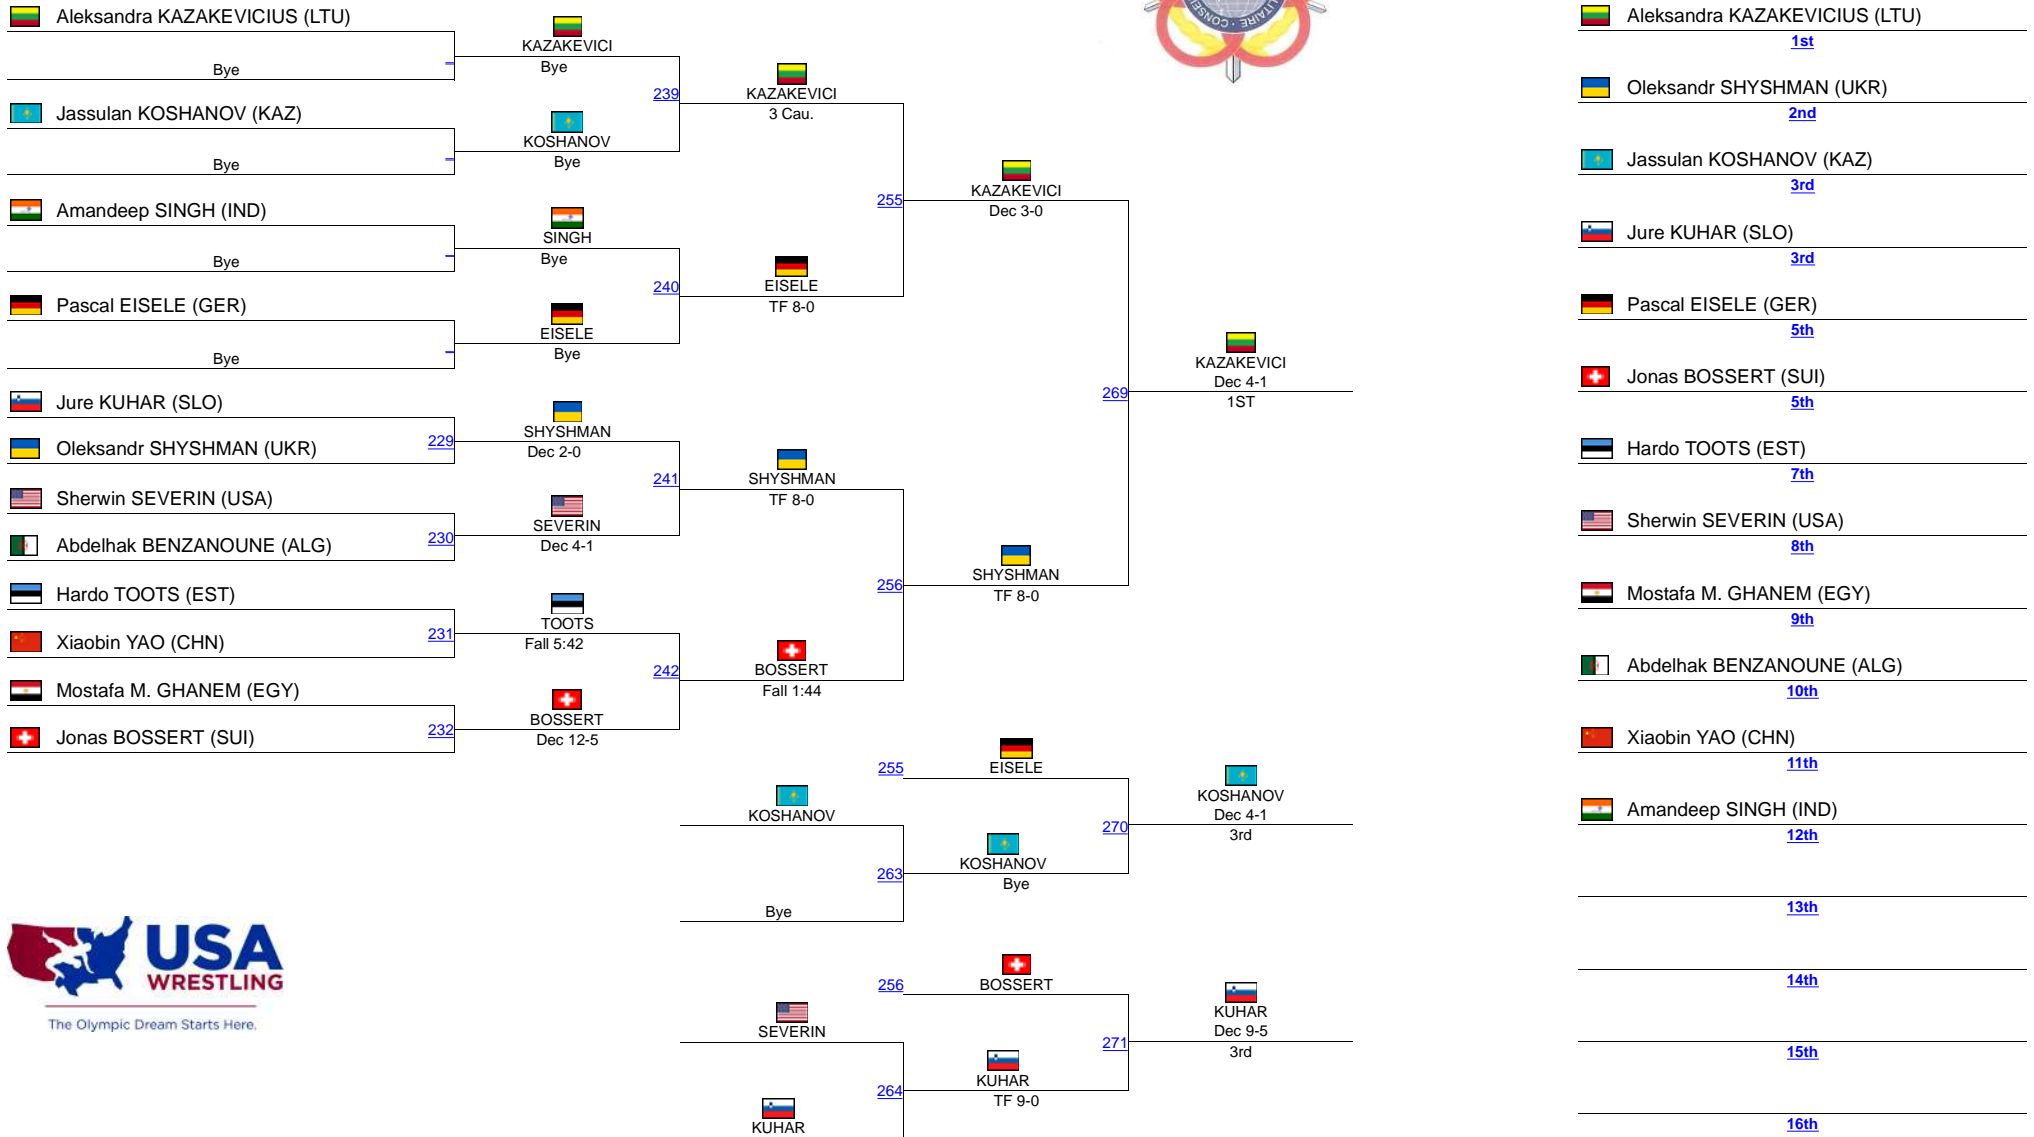 Aleksandra KAZAKEVICIUS (LTU)
Bye
Jassulan KOSHANOV (KAZ)
Bye
Amandeep SINGH (IND)
Bye
Pascal EISELE (GER)
Bye
Jure KUHAR (SLO)
Oleksandr SHYSHMAN (UKR)
229
Sherwin SEVERIN (USA)
Abdelhak BENZANOUNE (ALG)
230
Hardo TOOTS (EST)
Xiaobin YAO (CHN)
231
Mostafa M. GHANEM (EGY)
Jonas BOSSERT (SUI)
232
KAZAKEVICI
Bye
239
KOSHANOV
Bye
SINGH
Bye
240
EISELE
Bye
SHYSHMAN
Dec 2-0
241
SEVERIN
Dec 4-1
TOOTS
Fall 5:42
242
BOSSERT
Dec 12-5
KAZAKEVICI
3 Cau.
255
EISELE
TF 8-0
SHYSHMAN
TF 8-0
256
BOSSERT
Fall 1:44
KAZAKEVICI
Dec 3-0
269
SHYSHMAN
TF 8-0
KAZAKEVICI
Dec 4-1
1ST
255
EISELE
KOSHANOV
263
Bye
KOSHANOV
Bye
270
KOSHANOV
Dec 4-1
3rd
256
BOSSERT
SEVERIN
264
KUHAR
KUHAR
TF 9-0
271
KUHAR
Dec 9-5
3rd
USA
WRESTLING
The Olympic Dream Starts Here.
Aleksandra KAZAKEVICIUS (LTU)
1st
Oleksandr SHYSHMAN (UKR)
2nd
Jassulan KOSHANOV (KAZ)
3rd
Jure KUHAR (SLO)
3rd
Pascal EISELE (GER)
5th
Jonas BOSSERT (SUI)
5th
Hardo TOOTS (EST)
7th
Sherwin SEVERIN (USA)
8th
Mostafa M. GHANEM (EGY)
9th
Abdelhak BENZANOUNE (ALG)
10th
Xiaobin YAO (CHN)
11th
Amandeep SINGH (IND)
12th
13th
14th
15th
16th